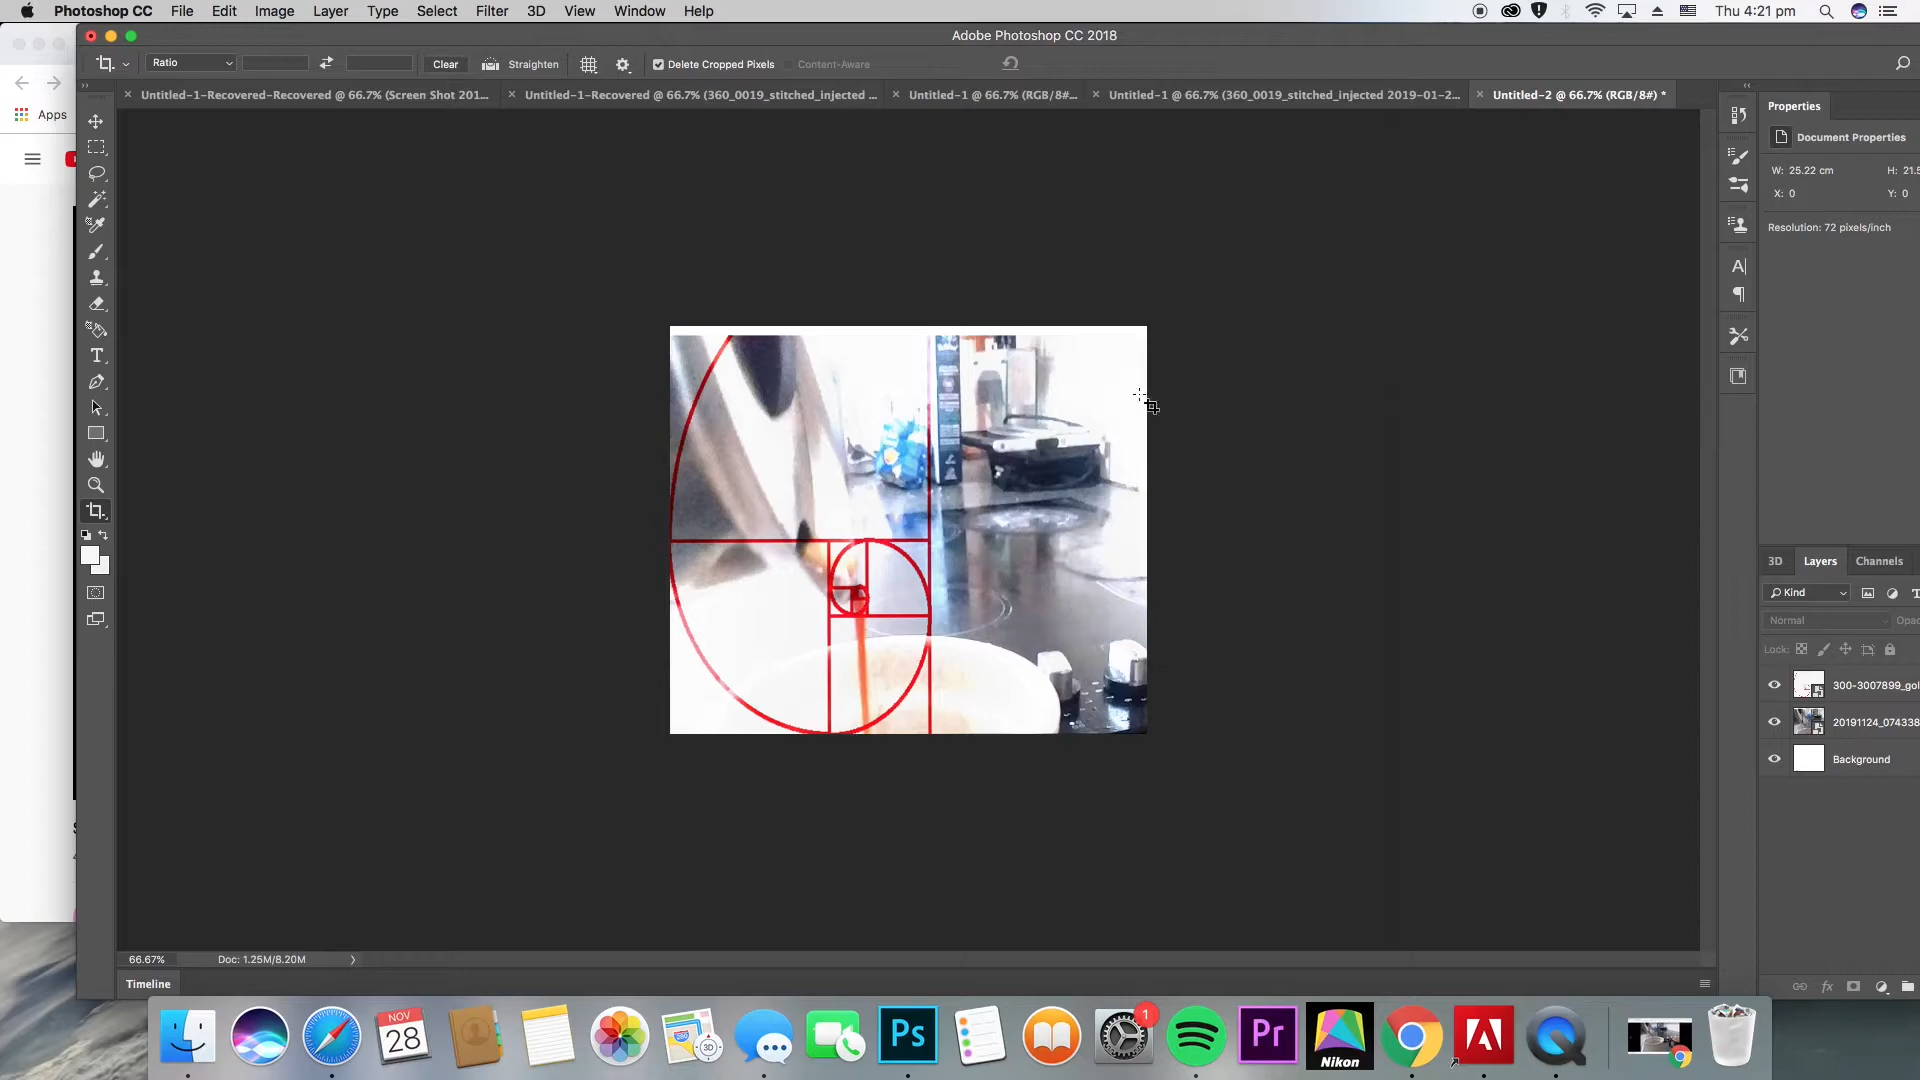 Photoshop CC File Edit Image Layer Type Select Filter 3D View Window Help Thu 4:21 pm
Adobe Photoshop CC 2018
Ratio Clear Straighten Delete Cropped Pixels Content-Aware
Untitled-1-Recovered-Recovered @ 66.7% (Screen Shot 201... Untitled-1-Recovered @ 66.7% (360_0019_stitched_injected ... Untitled-1 @ 66.7% (RGB/8#... Untitled-1 @ 66.7% (360_0019_stitched_injected 2019-01-2... Untitled-2 @ 66.7% (RGB/8#) *
Apps
Properties
Document Properties
W: 25.22 cm H: 21.5
X: 0 Y: 0
Resolution: 72 pixels/inch
3D Layers Channels
Kind
Normal Opac
Lock:
300-3007899_gol
20191124_074338
Background
66.67% Doc: 1.25M/8.20M
Timeline
NOV
28
3D
Ps
1
Pr
Nikon